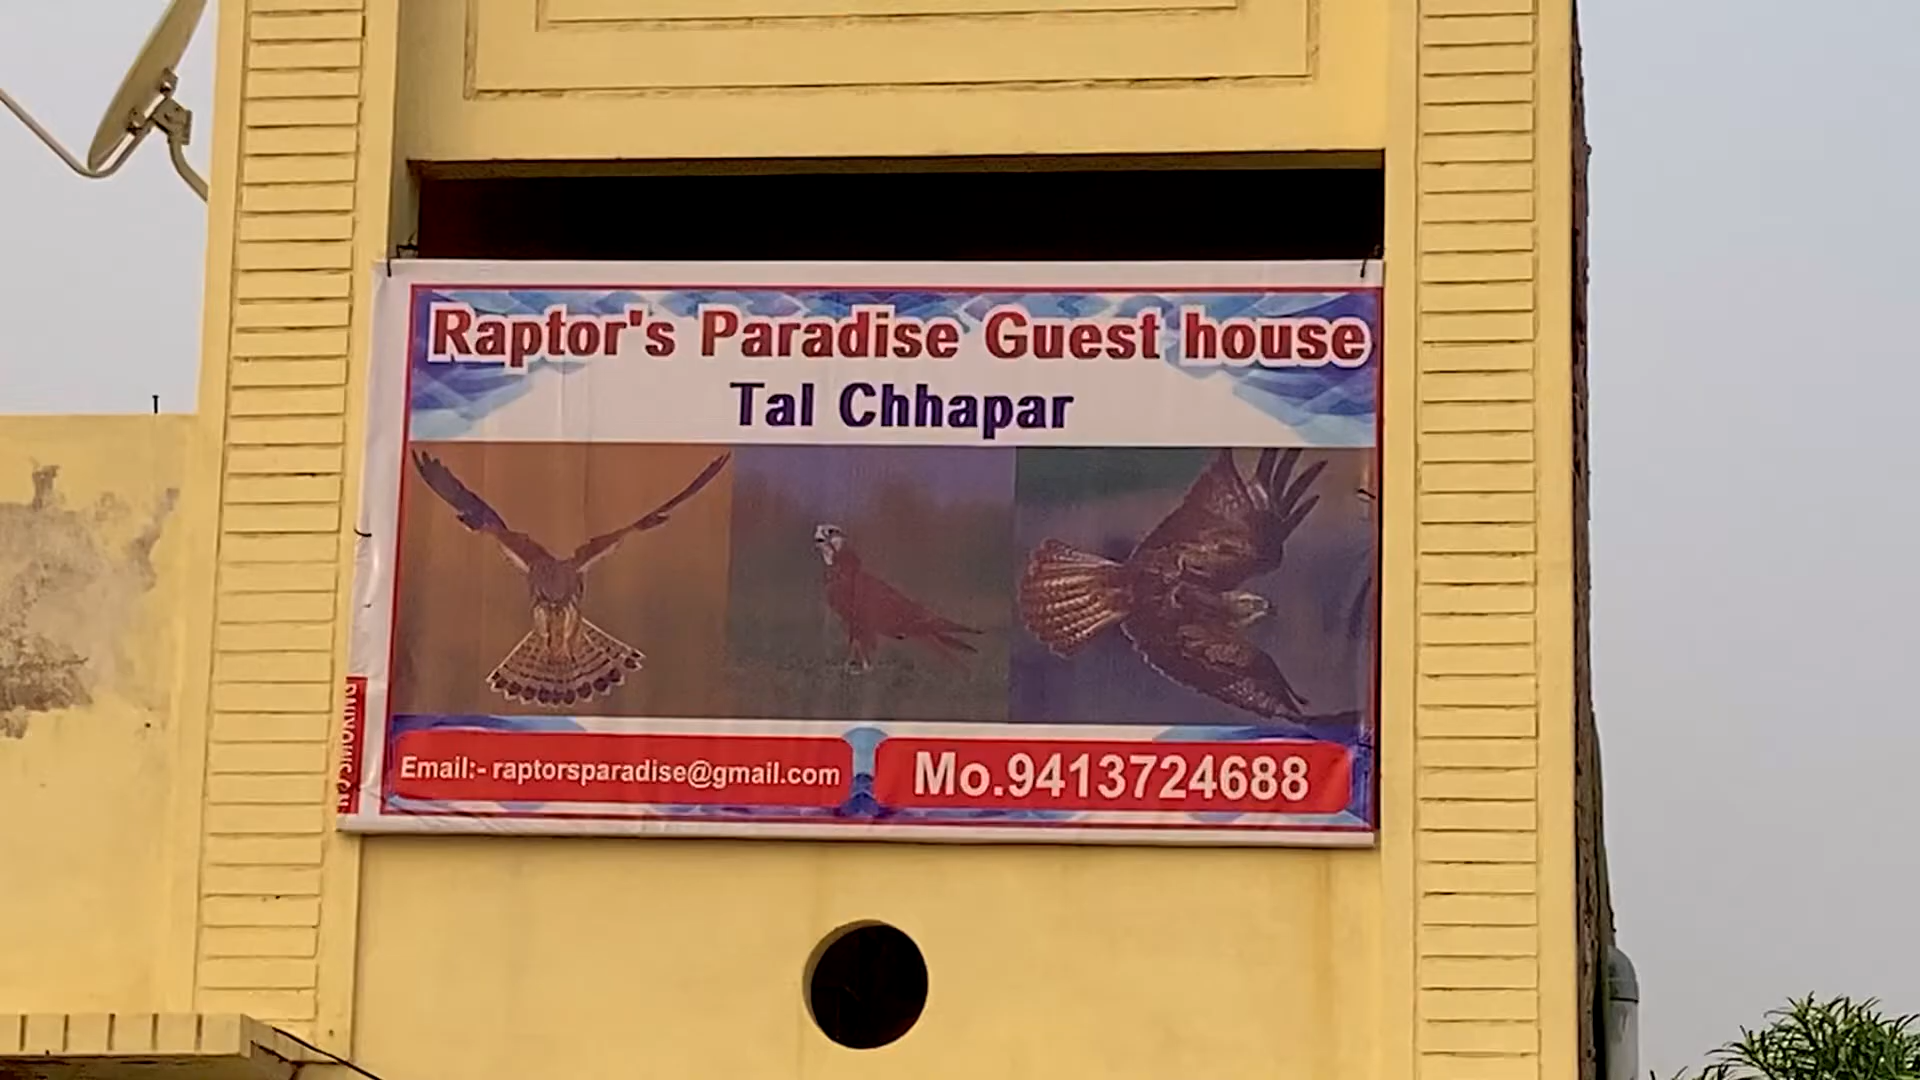 Raptor's Paradise Guest house
Tal Chhapar
Email:- raptorsparadise@gmail.com
Mo.9413724688